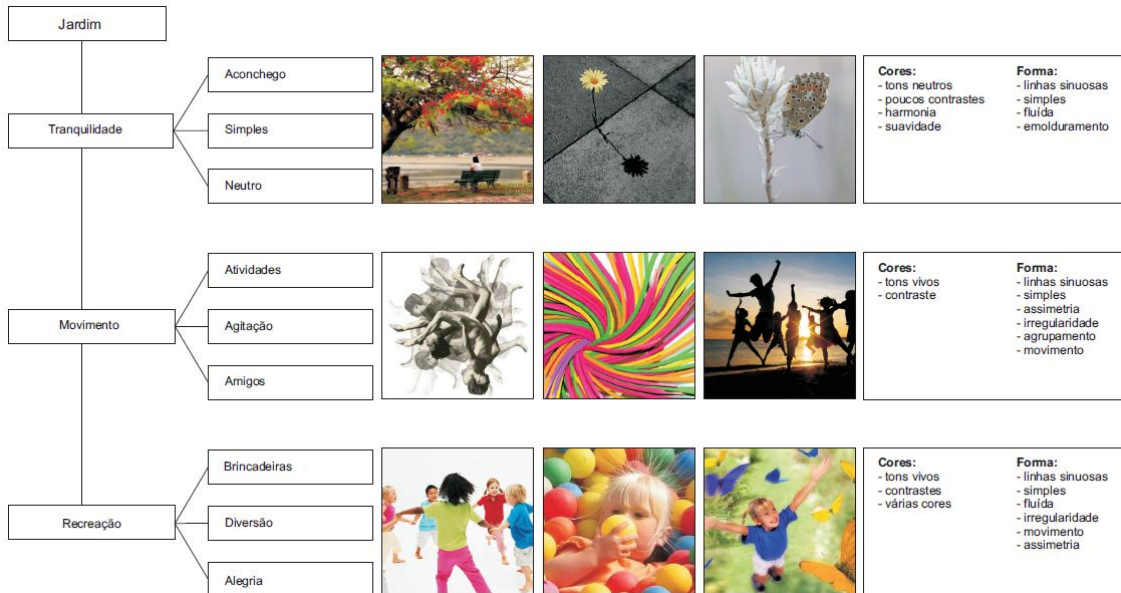 Jardim
Tranquilidade
Aconchego
Simples
Neutro
Cores:
- tons neutros
- poucos contrastes
- harmonia
- suavidade
Forma:
- linhas sinuosas
- simples
- fluída
- emolduramento
Movimento
Atividades
Agitação
Amigos
Cores:
- tons vivos
- contraste
Forma:
- linhas sinuosas
- simples
- assimetria
- irregularidade
- agrupamento
- movimento
Recreação
Brincadeiras
Diversão
Alegria
Cores:
- tons vivos
- contrastes
- várias cores
Forma:
- linhas sinuosas
- simples
- fluída
- irregularidade
- movimento
- assimetria